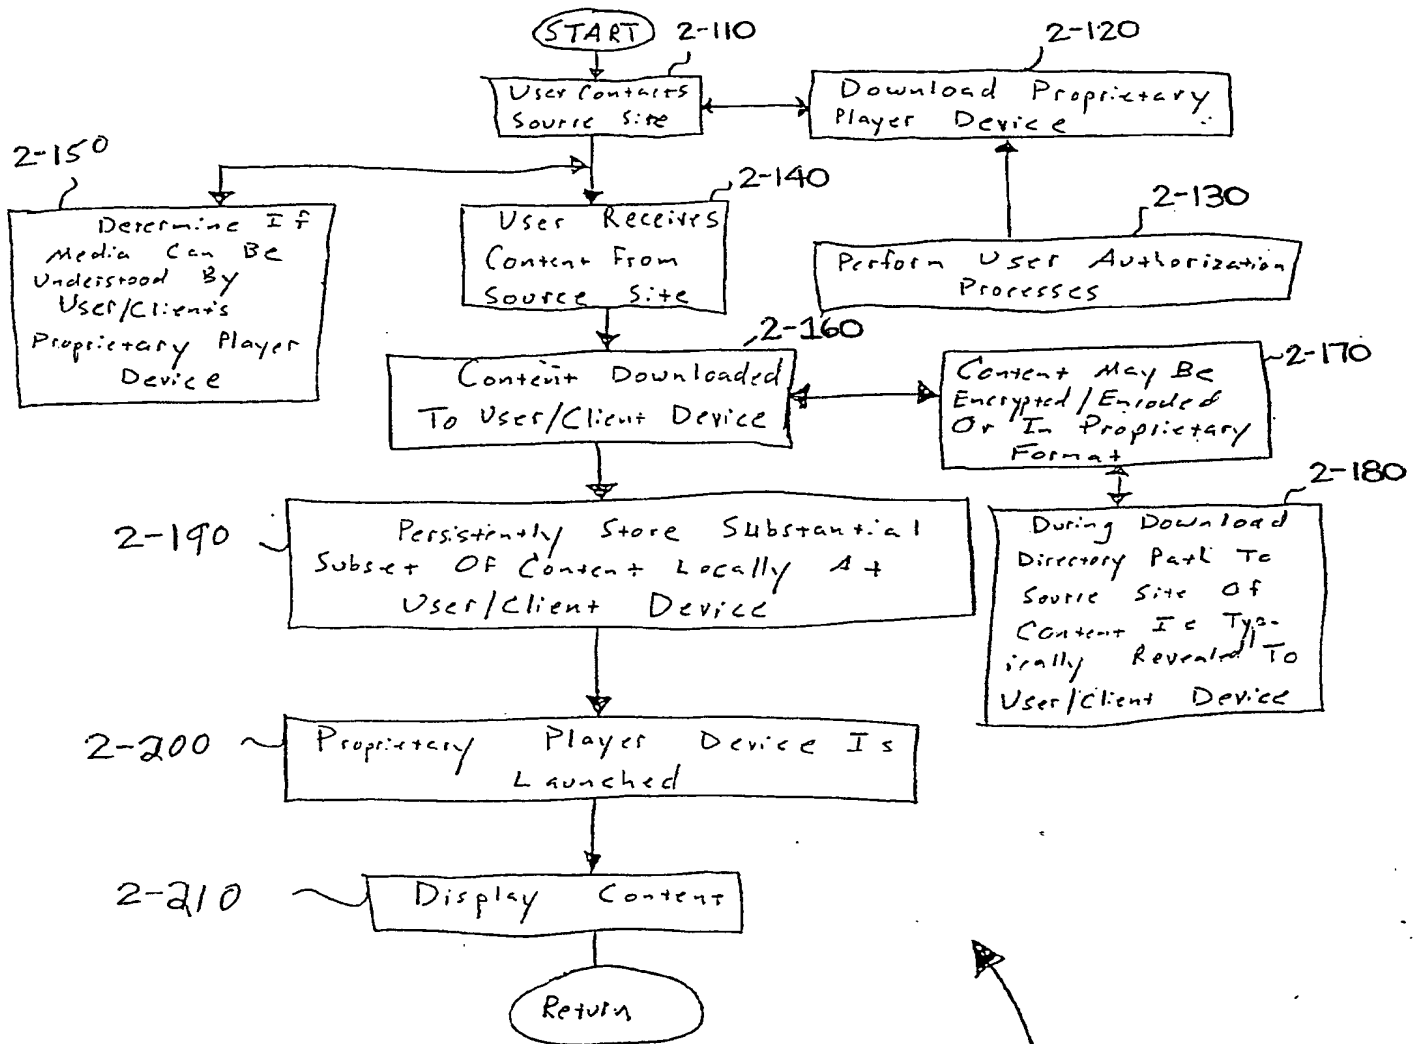 START
2-110
User Contacts
Source Site
2-120
Download Proprietary
Player Device
2-150
Determine If
Media Can Be
Understood By
User/Client's
Proprietary Player
Device
2-140
User Receives
Content From
Source Site
2-130
Perform User Authorization
Processes
2-160
Content Downloaded
To User/Client Device
2-170
Content May Be
Encrypted/Encoded
Or In Proprietary
Format
2-180
During Download
Directory Path To
Source Site Of
Content Is Typ-
ically Revealed To
User/Client Device
2-190
Persistently Store Substantial
Subset Of Content Locally At
User/Client Device
2-200
Proprietary Player Device Is
Launched
2-210
Display Content
Return